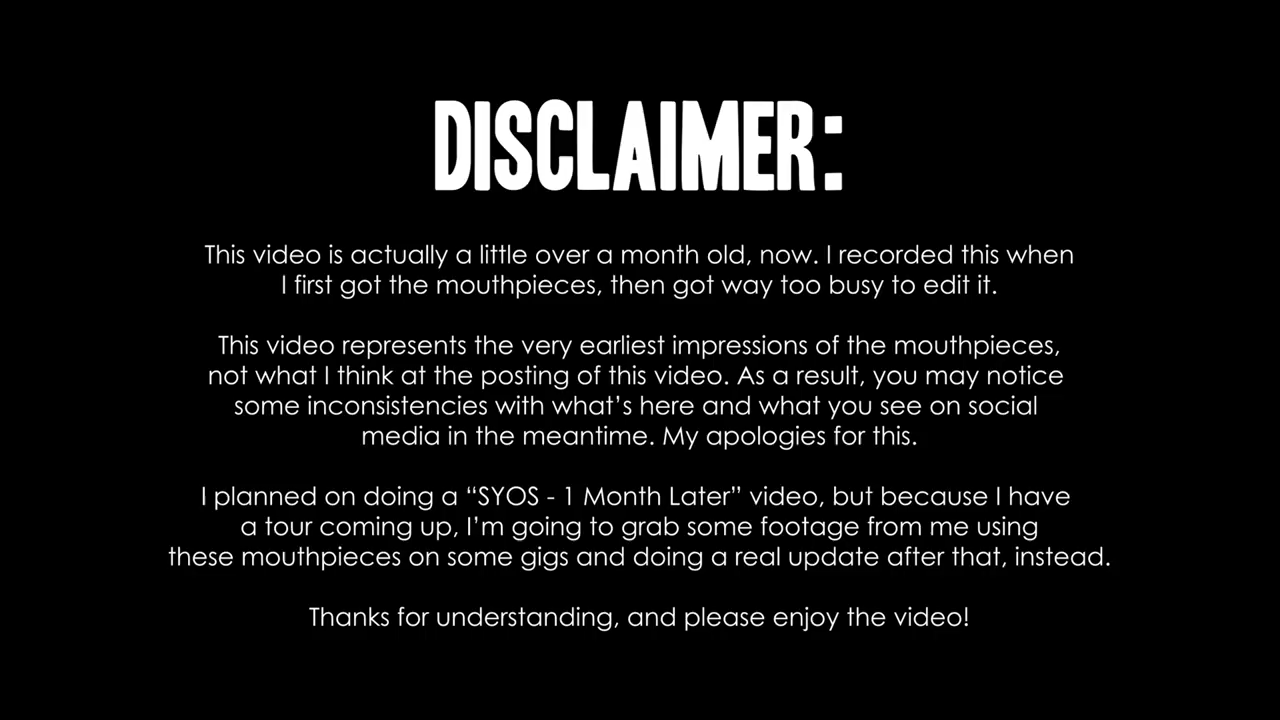 DISCLAIMER:
This video is actually a little over a month old, now. I recorded this when
I first got the mouthpieces, then got way too busy to edit it.
This video represents the very earliest impressions of the mouthpieces,
not what I think at the posting of this video. As a result, you may notice
some inconsistencies with what’s here and what you see on social
media in the meantime. My apologies for this.
I planned on doing a “SYOS - 1 Month Later” video, but because I have
a tour coming up, I’m going to grab some footage from me using
these mouthpieces on some gigs and doing a real update after that, instead.
Thanks for understanding, and please enjoy the video!